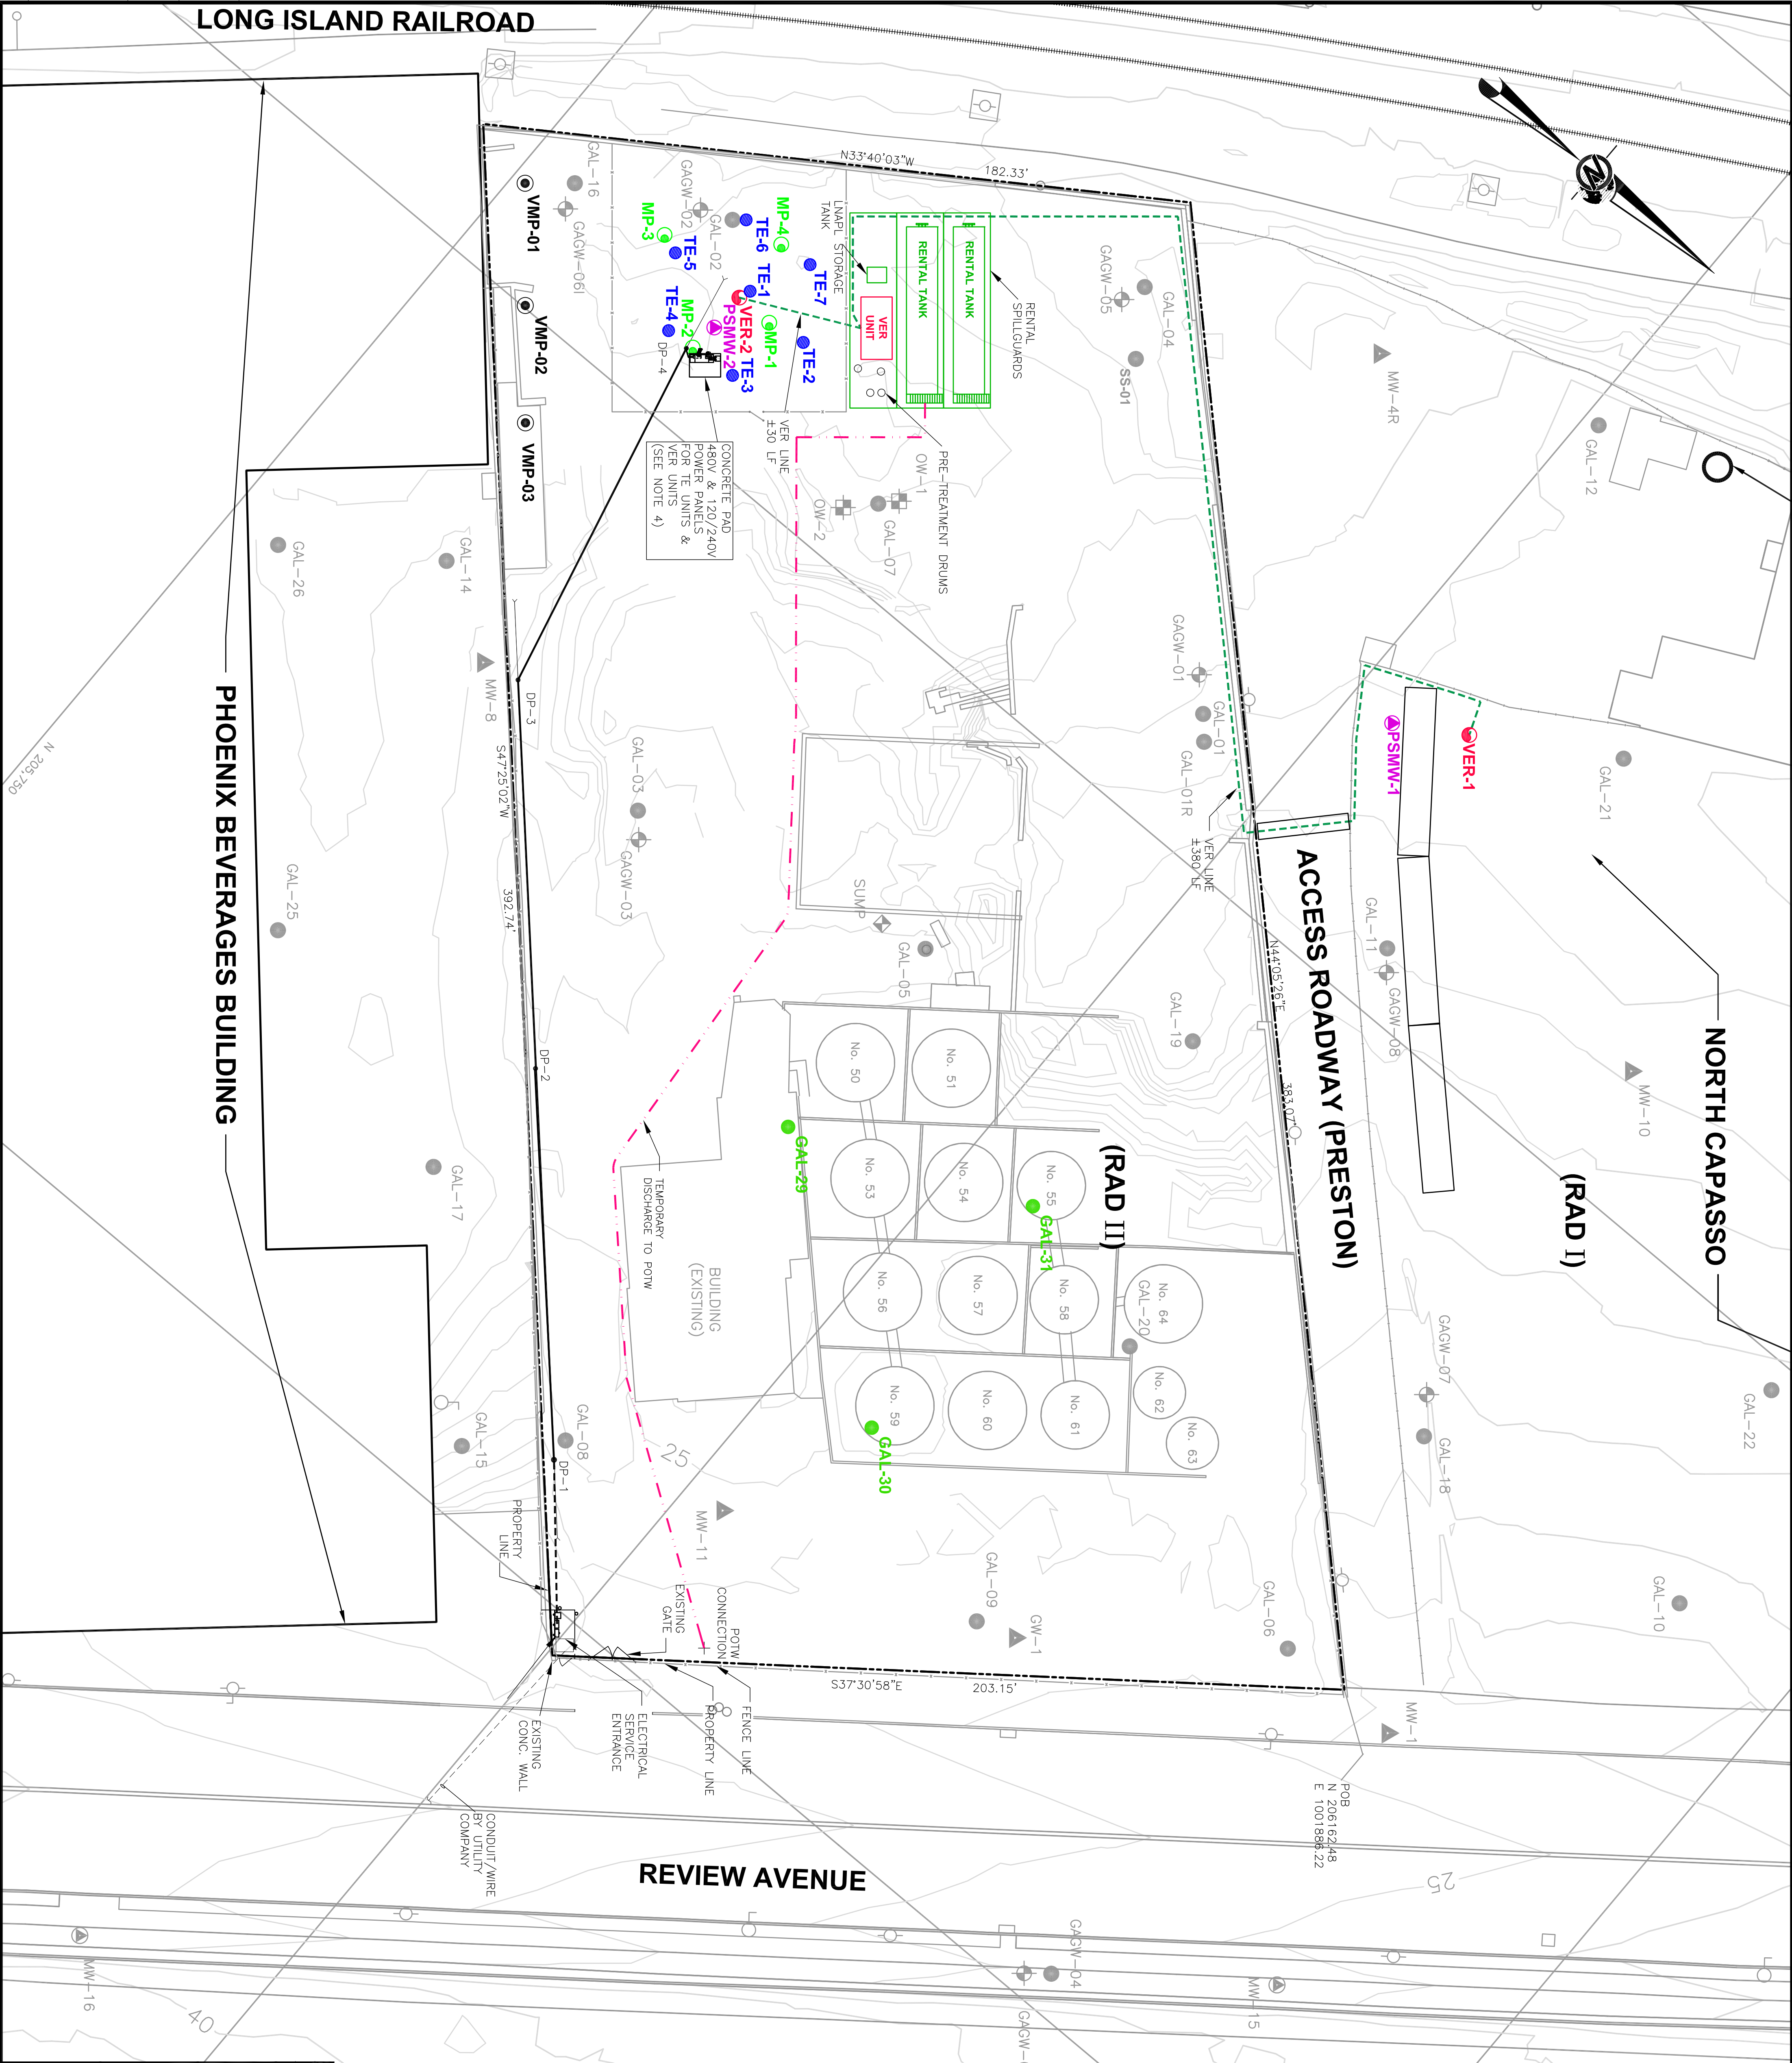 LONG ISLAND RAILROAD
N33°40'03"W
182.33'
GAL-16
GAGW-06I
VMP-01
VMP-02
VMP-03
GAGW-02
GAL-02
MP-3
MP-4
TE-6
TE-5
TE-7
TE-1
TE-4
MP-2
VER-2
PSMW-2
MP-1
TE-2
TE-3
DP-4
LNAPL STORAGE
TANK
RENTAL TANK
RENTAL TANK
VER
UNIT
RENTAL
SPILLGUARDS
PRE-TREATMENT DRUMS
VER LINE
±30 LF
CONCRETE PAD
480V & 120/240V
POWER PANELS
FOR TE UNITS &
VER UNITS
(SEE NOTE 4)
GAGW-05
GAL-04
SS-01
MW-4R
GAL-12
OW-1
OW-2
GAL-07
GAL-26
GAL-14
MW-8
DP-3
S47°25'02"W
392.74'
N 205,750
PHOENIX BEVERAGES BUILDING
GAL-25
GAL-03
GAGW-03
GAGW-01
GAL-01
GAL-01R
VER LINE
±380 LF
PSMW-1
VER-1
GAL-21
SUMP
GAL-05
GAL-19
N44°05'26"E
383.07'
ACCESS ROADWAY (PRESTON)
GAL-11
GAGW-08
MW-10
NORTH CAPASSO
(RAD I)
(RAD II)
No. 50
No. 51
No. 53
No. 54
No. 55
No. 56
No. 57
No. 58
No. 64
No. 59
No. 60
No. 61
No. 62
No. 63
GAL-29
GAL-31
GAL-30
GAL-20
DP-2
TEMPORARY
DISCHARGE TO POTW
BUILDING
(EXISTING)
GAL-17
GAL-15
GAL-08
DP-1
25
MW-11
GAGW-07
GAL-18
GAL-22
GAL-10
GAL-09
GW-1
GAL-06
PROPERTY
LINE
EXISTING
GATE
POTW
CONNECTION
S37°30'58"E
203.15'
MW-1
POB
N 206162.48
E 1001886.22
FENCE LINE
PROPERTY LINE
ELECTRICAL
SERVICE
ENTRANCE
EXISTING
CONC. WALL
CONDUIT/WIRE
BY UTILITY
COMPANY
REVIEW AVENUE
25
40
MW-16
GAGW-04
MW-15
N